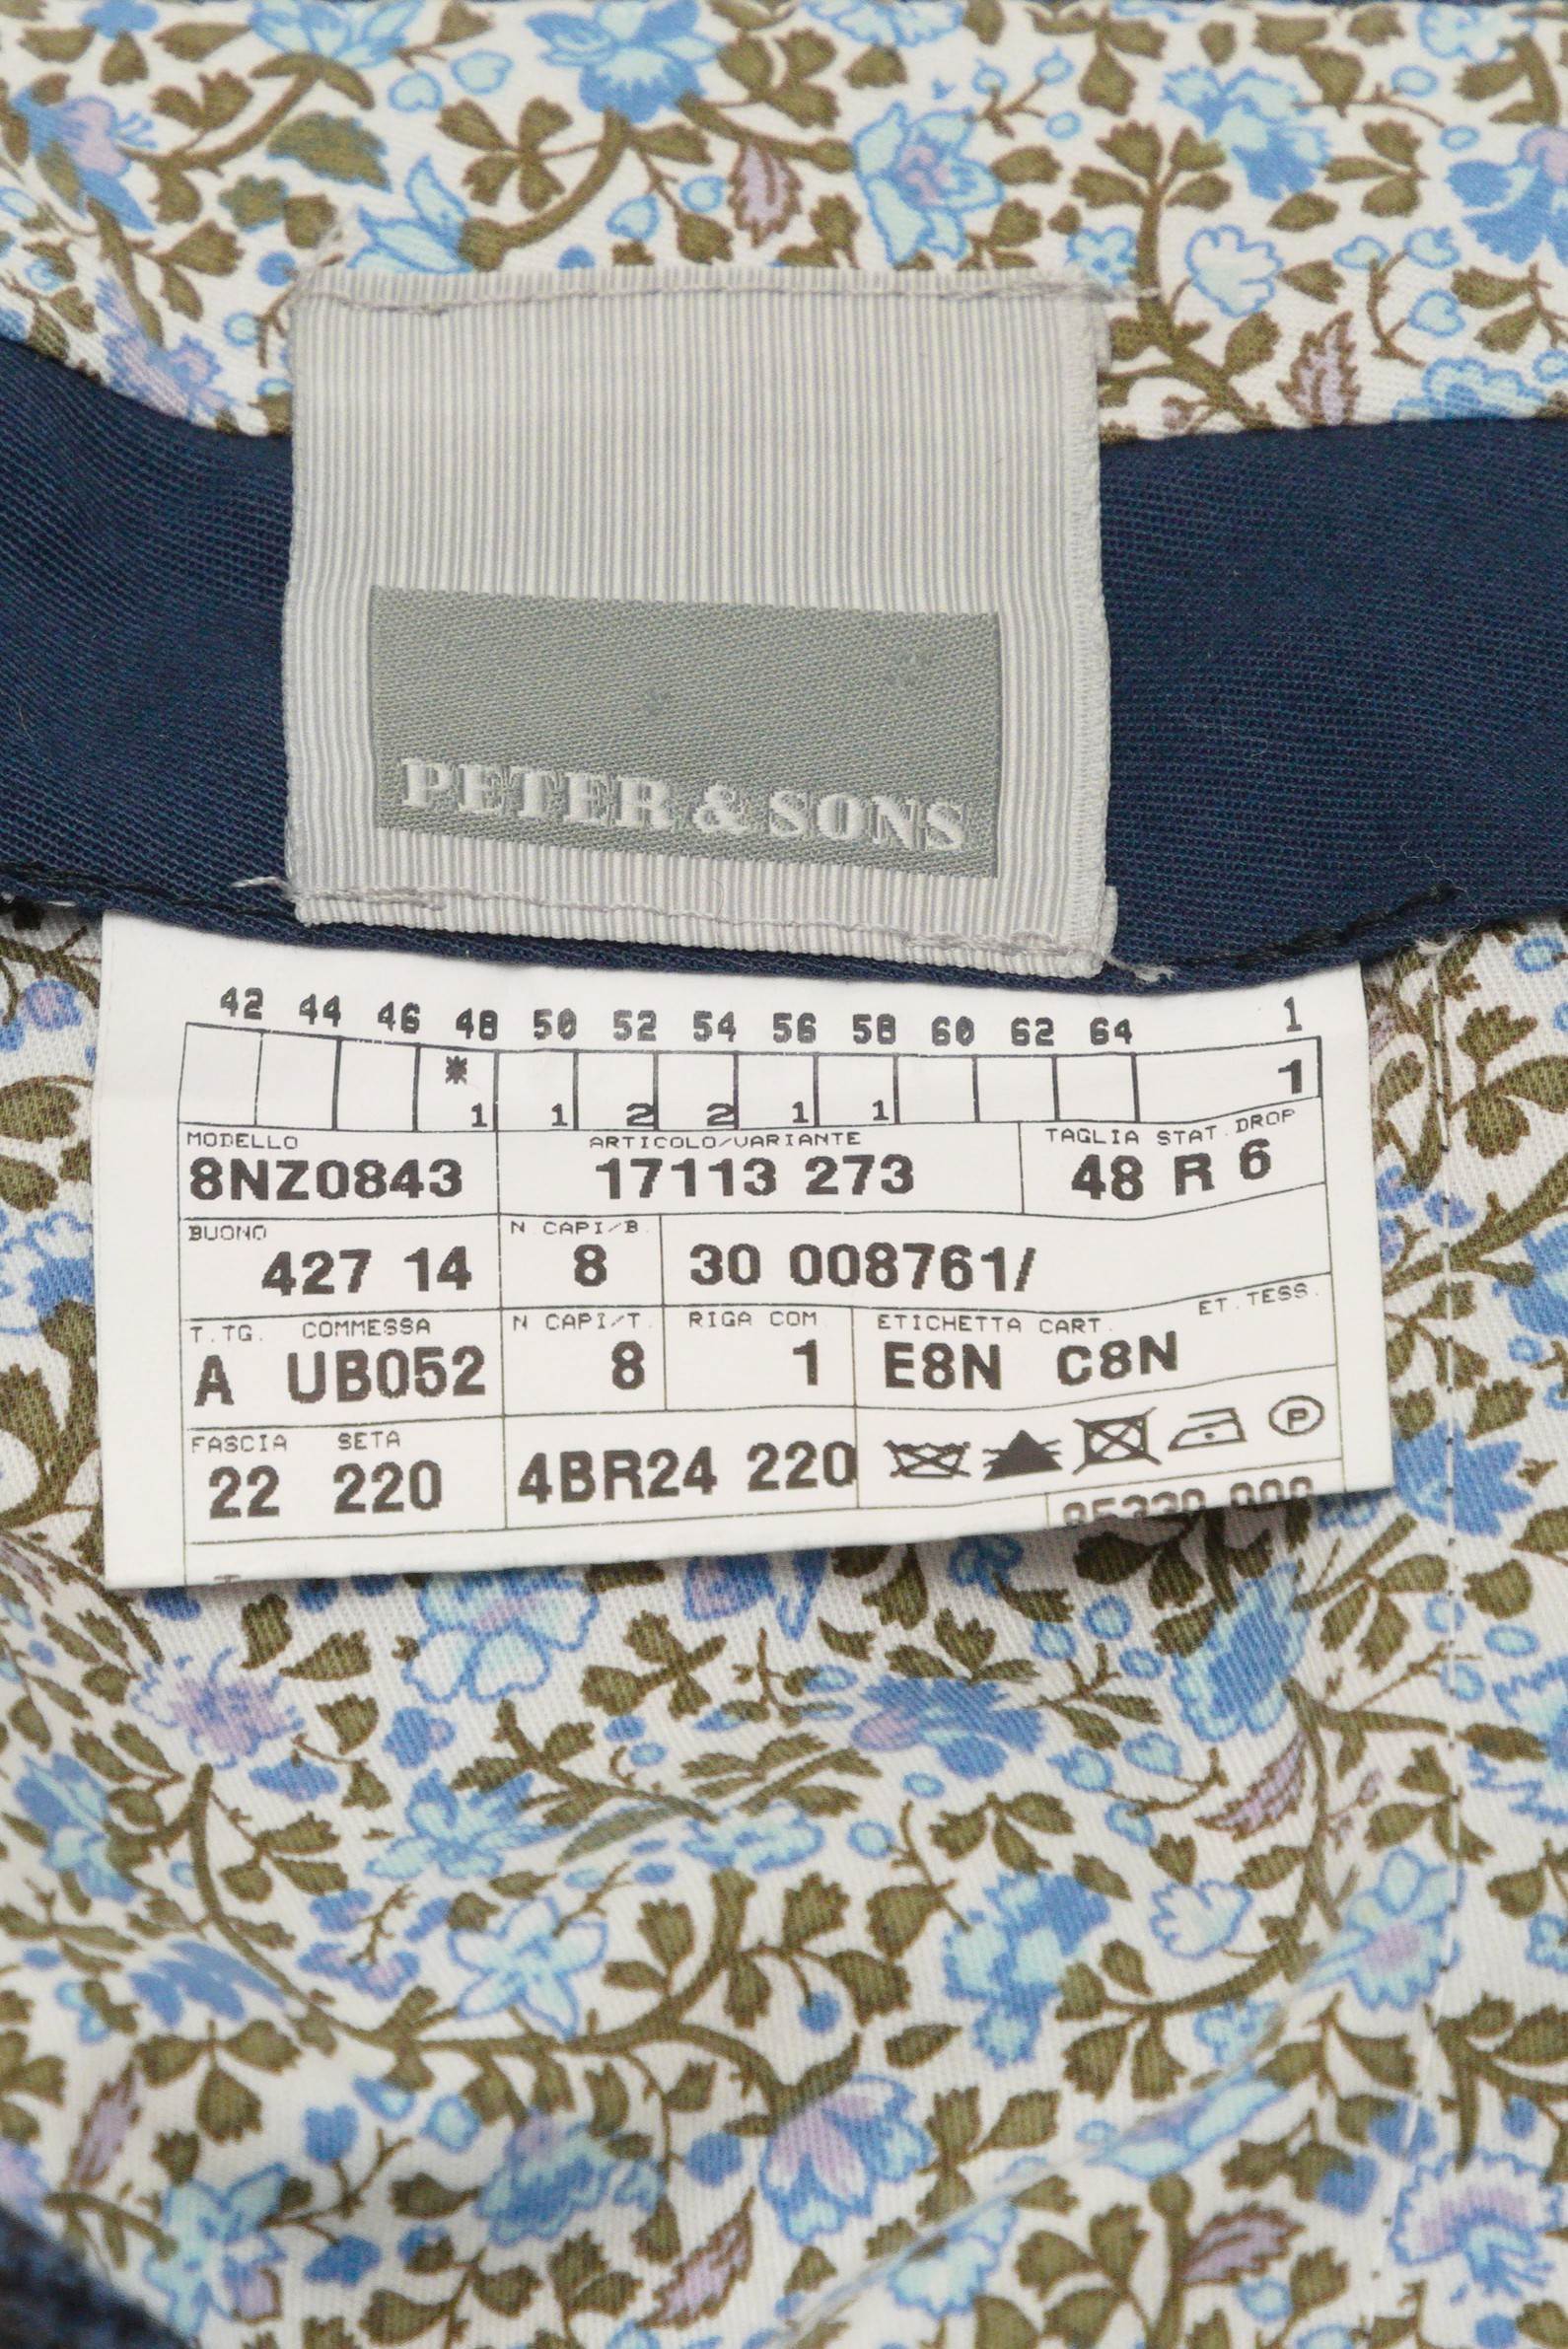 PETER & SONS
42 44 46 48 50 52 54 56 58 60 62 64 1
* 1 1 2 2 1 1 1
MODELLO ARTICOLO/VARIANTE TAGLIA STAT. DROP
8NZ0843 17113 273 48 R 6
BUONO N CAPI/B.
427 14 8 30 008761/
T.TG. COMMESSA N CAPI/T. RIGA COM ETICHETTA CART. ET.TESS.
A UB052 8 1 E8N C8N
FASCIA SETA
22 220 4BR24 220 P